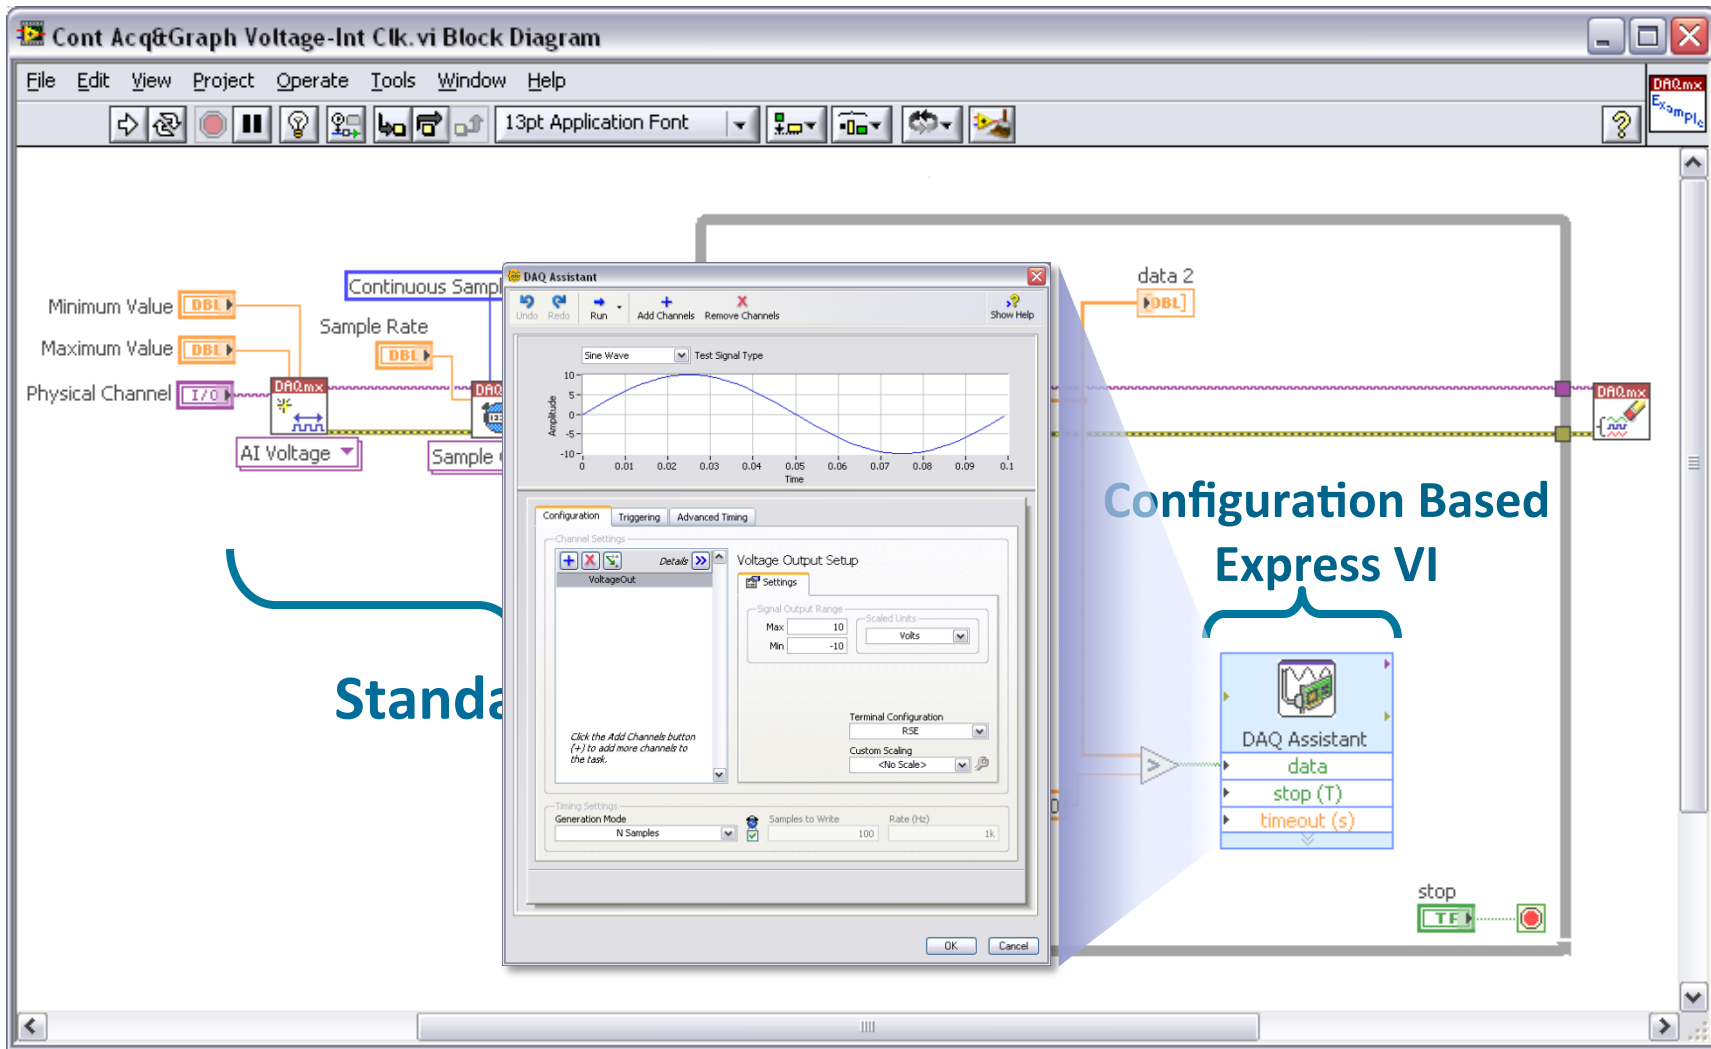 Cont Acq&Graph Voltage-Int Clk.vi Block Diagram
File Edit View Project Operate Tools Window Help
DAQmx
Example
13pt Application Font
data 2
DBL]
Continuous Sampl
Minimum Value DBL
Sample Rate
Maximum Value DBL
DBL
Physical Channel I/O
DAQmx
DAQ
DAQmx
AI Voltage
Sample
DAQ Assistant
Undo Redo Run Add Channels Remove Channels Show Help
Sine Wave Test Signal Type
Amplitude
10-
5-
0-
-5-
-10-
0 0.01 0.02 0.03 0.04 0.05 0.06 0.07 0.08 0.09 0.1
Time
Configuration Triggering Advanced Timing
Channel Settings
Details
VoltageOut
Click the Add Channels button
(+) to add more channels to
the task.
Voltage Output Setup
Settings
Signal Output Range
Max 10
Min -10
Scaled Units
Volts
Terminal Configuration
RSE
Custom Scaling
<No Scale>
Timing Settings
Generation Mode Samples to Write Rate (Hz)
N Samples 100 1k
OK Cancel
Standa
Configuration Based
Express VI
DAQ Assistant
data
stop (T)
timeout (s)
stop
TF